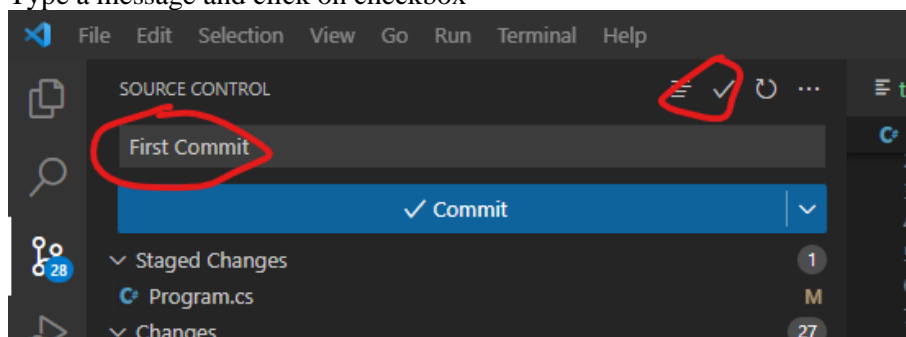 Type a message and click on checkbox
File Edit Selection View Go Run Terminal Help
SOURCE CONTROL
First Commit
Commit
28
Staged Changes 1
C# Program.cs M
Changes 27